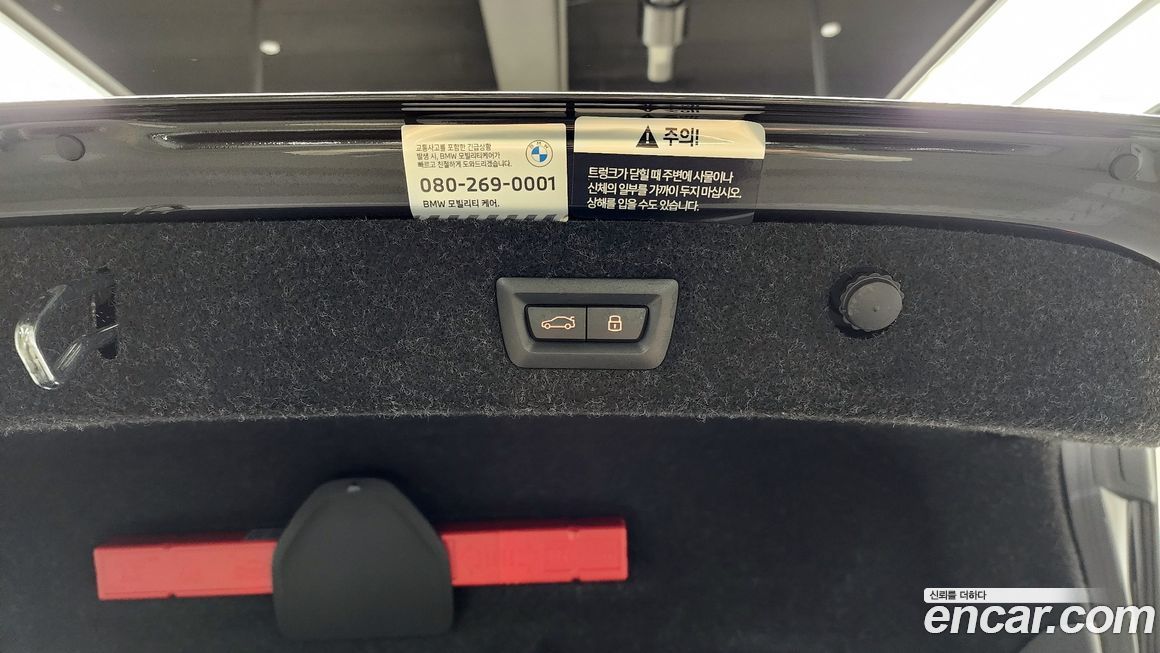 교통사고를 포함한 긴급상황
발생 시, BMW 모빌리티케어가
빠르고 친절하게 도와드리겠습니다.
080-269-0001
BMW 모빌리티 케어.
BMW
주의!
트렁크가 닫힐 때 주변에 사물이나
신체의 일부를 가까이 두지 마십시오.
상해를 입을 수도 있습니다.
신뢰를 더하다
encar.com